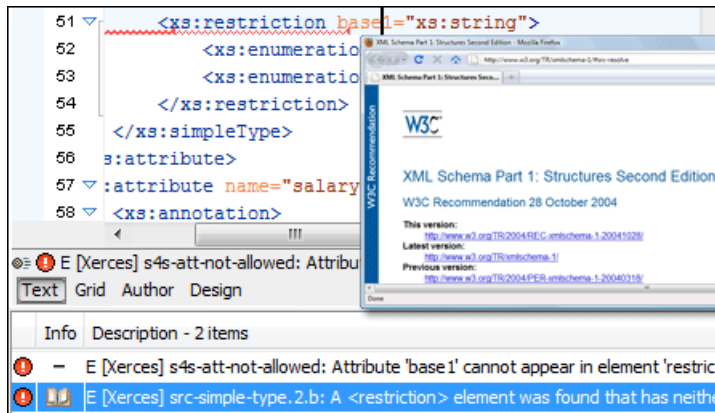 51 <xs:restriction base1="xs:string">
52 <xs:enumeratio
53 <xs:enumeratio
54 </xs:restriction>
55 </xs:simpleType>
56 s:attribute>
57 :attribute name="salary
58 <xs:annotation>
XML Schema Part 1: Structures Second Edition - Mozilla Firefox
http://www.w3.org/TR/xmlschema-1/#src-resolve
XML Schema Part 1: Structures Seco...
W3C Recommendation
W3C
XML Schema Part 1: Structures Second Edition
W3C Recommendation 28 October 2004
This version:
http://www.w3.org/TR/2004/REC-xmlschema-1-20041028/
Latest version:
http://www.w3.org/TR/xmlschema-1/
Previous version:
http://www.w3.org/TR/2004/PER-xmlschema-1-20040318/
Done
E [Xerces] s4s-att-not-allowed: Attribu
Text Grid Author Design
Info Description - 2 items
E [Xerces] s4s-att-not-allowed: Attribute 'base1' cannot appear in element 'restric
E [Xerces] src-simple-type.2.b: A <restriction> element was found that has neithe